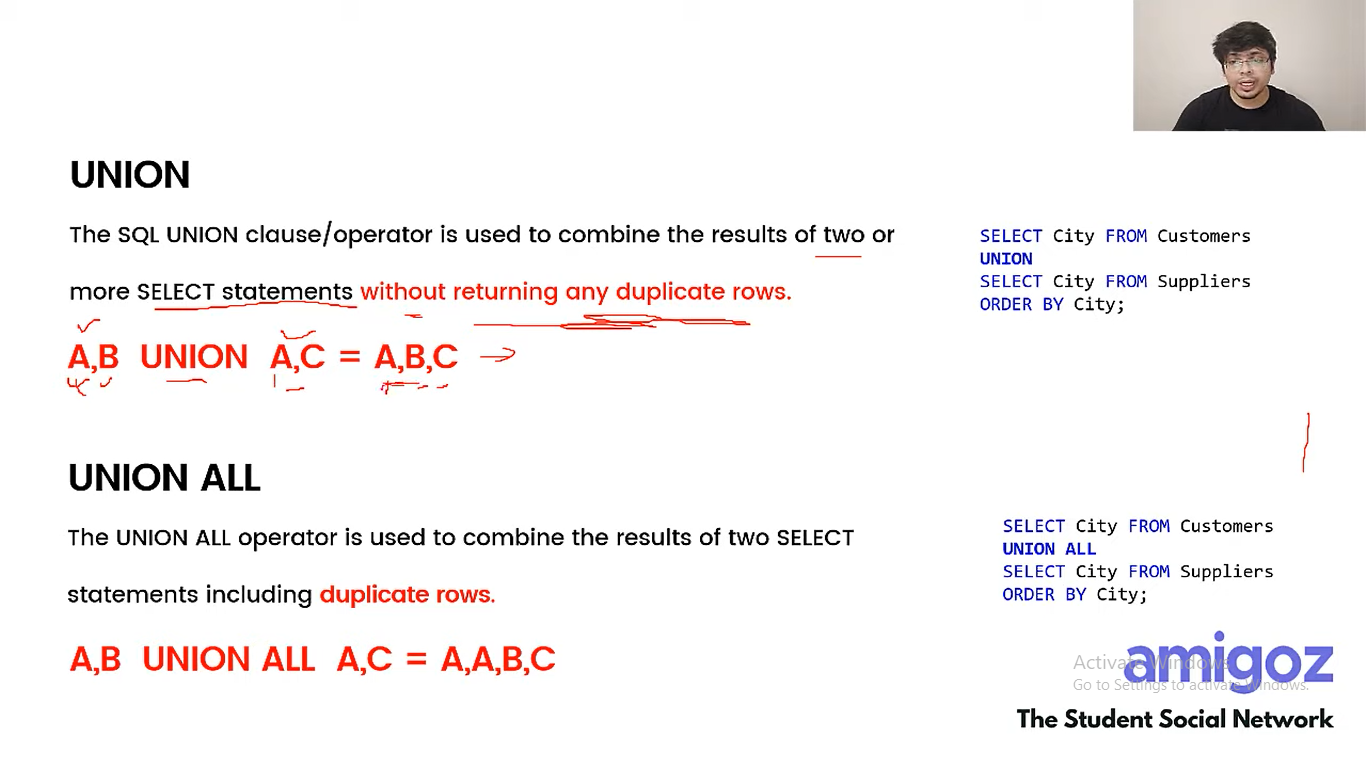 UNION
The SQL UNION clause/operator is used to combine the results of two or
more SELECT statements without returning any duplicate rows.
A,B UNION A,C = A,B,C
SELECT City FROM Customers
UNION
SELECT City FROM Suppliers
ORDER BY City;
UNION ALL
The UNION ALL operator is used to combine the results of two SELECT
statements including duplicate rows.
A,B UNION ALL A,C = A,A,B,C
SELECT City FROM Customers
UNION ALL
SELECT City FROM Suppliers
ORDER BY City;
amigoz
Activate Windows
Go to Settings to activate Windows.
The Student Social Network